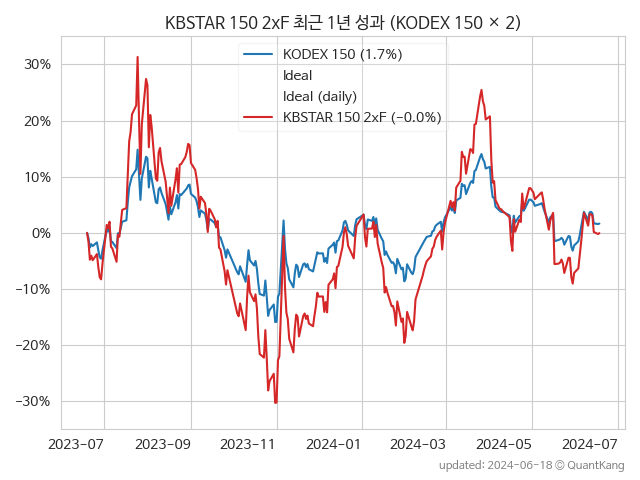 KBSTAR 150 2xF 최근 1년 성과 (KODEX 150 × 2)
KODEX 150 (1.7%)
Ideal
Ideal (daily)
KBSTAR 150 2xF (−0.0%)
30%
20%
10%
0%
−10%
−20%
−30%
2023-07 2023-09 2023-11 2024-01 2024-03 2024-05 2024-07
updated: 2024-06-18 © QuantKang